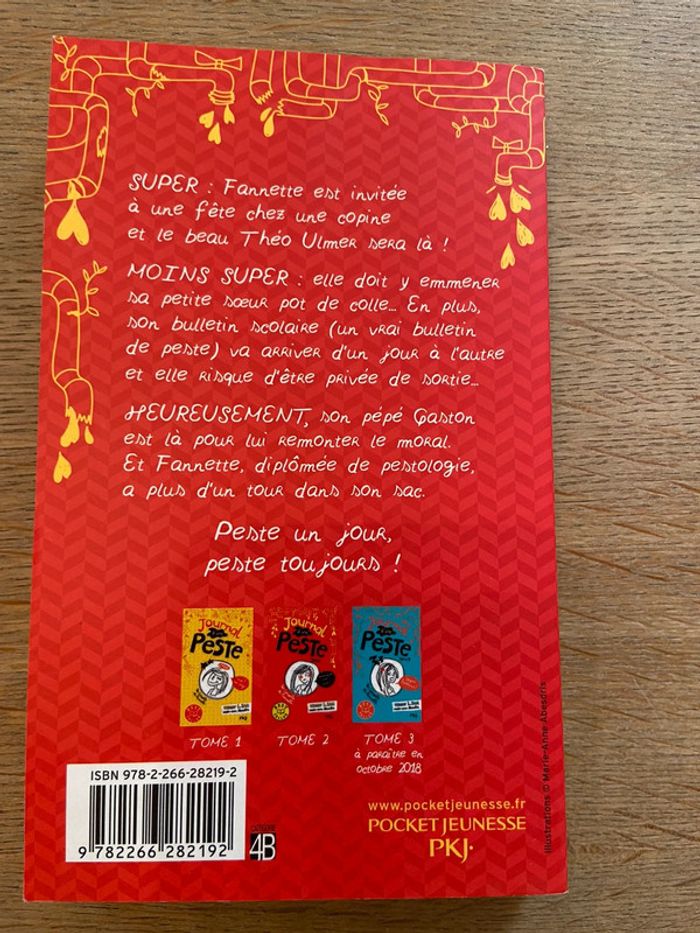 SUPER : Fannette est invitée
à une fête chez une copine
et le beau Théo Ulmer sera là !
MOINS SUPER : elle doit y emmener
sa petite sœur pot de colle... En plus,
son bulletin scolaire (un vrai bulletin
de peste) va arriver d'un jour à l'autre
et elle risque d'être privée de sortie...
HEUREUSEMENT, son pépé Gaston
est là pour lui remonter le moral.
Et Fannette, diplômée de pestologie,
a plus d'un tour dans son sac.
Peste un jour,
peste toujours !
Journal
Peste
PKJ
TOME 1
Journal
Peste
TOME 2
Journal
Peste
TOME 3
à paraître en
octobre 2018
ISBN 978-2-266-28219-2
9 782266 282192
CATÉGORIE
4B
www.pocketjeunesse.fr
POCKET JEUNESSE
PKJ·
Illustrations © Marie-Anne Abesdris